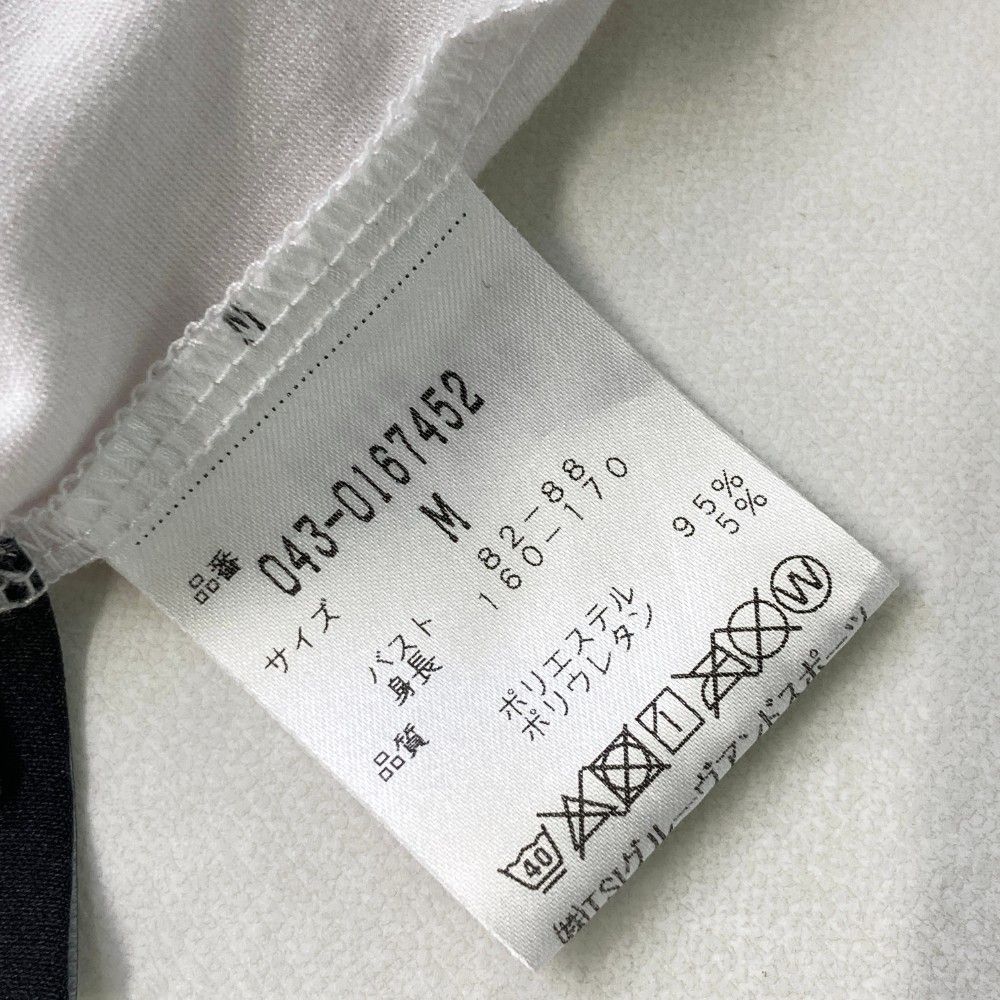 M
品番 043-0167452
サイズ M
バスト 82-88
身長 160-170
品質 ポリエステル 95%
ポリウレタン 5%
40 W
(株)TSIグルーヴアンドスポーツ